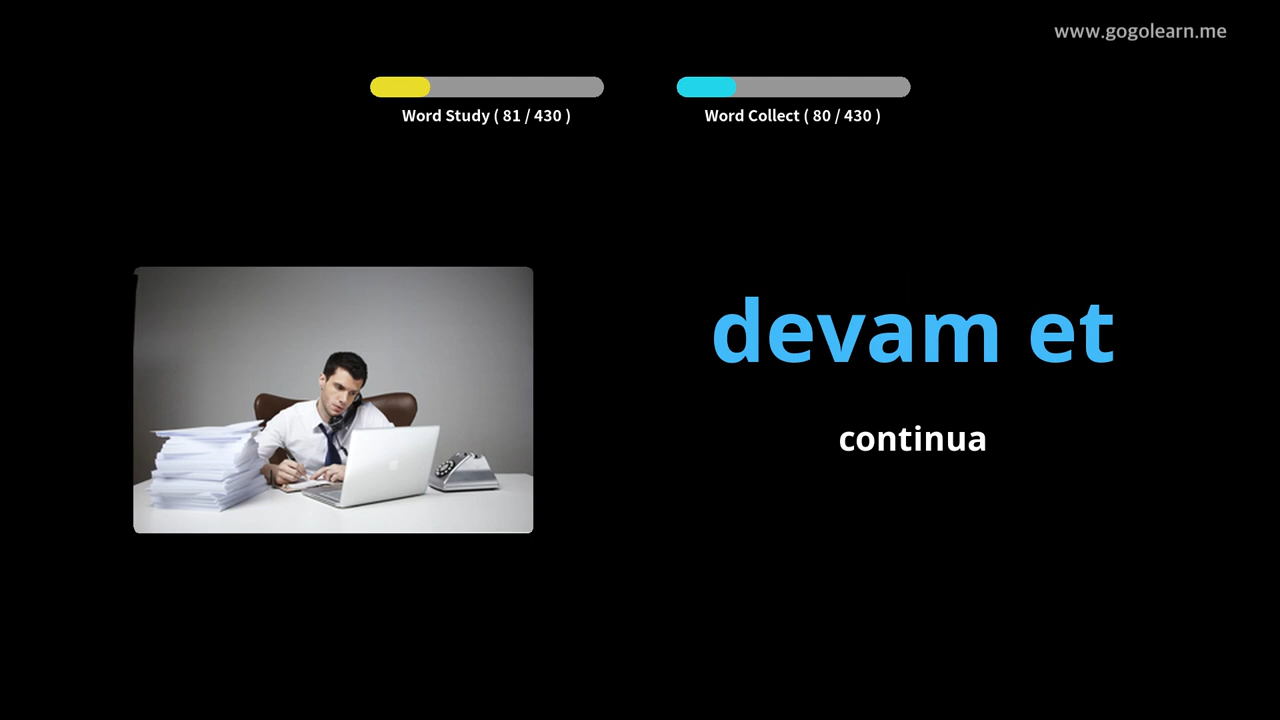 www.gogolearn.me
Word Study ( 81 / 430 )
Word Collect ( 80 / 430 )
devam et
continua